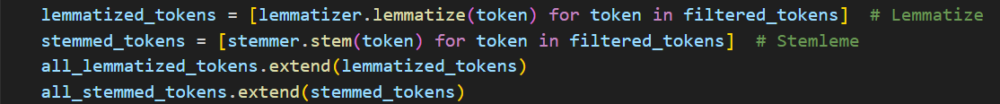 lemmatized_tokens = [lemmatizer.lemmatize(token) for token in filtered_tokens]  # Lemmatize
stemmed_tokens = [stemmer.stem(token) for token in filtered_tokens]  # Stemleme
all_lemmatized_tokens.extend(lemmatized_tokens)
all_stemmed_tokens.extend(stemmed_tokens)